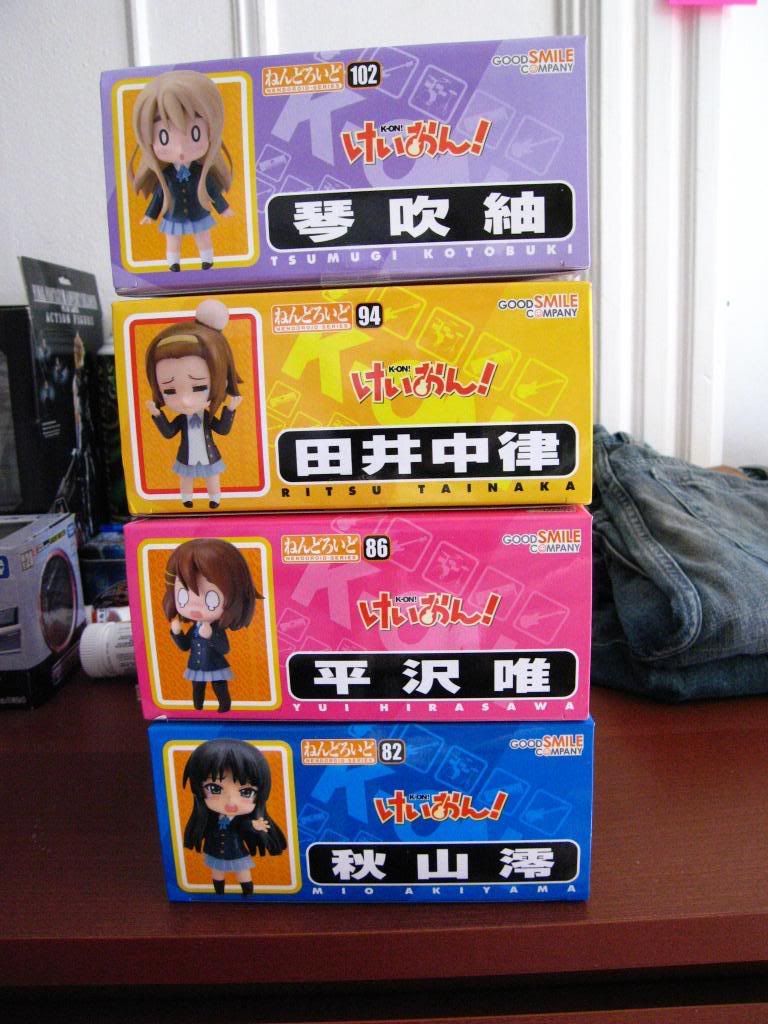 ねんどろいど 102
NENDOROID SERIES
GOOD SMILE
COMPANY
K-ON!
けいおん!
琴吹紬
TSUMUGI KOTOBUKI
ねんどろいど 94
NENDOROID SERIES
GOOD SMILE
COMPANY
K-ON!
けいおん!
田井中律
RITSU TAINAKA
ねんどろいど 86
NENDOROID SERIES
GOOD SMILE
COMPANY
K-ON!
けいおん!
平沢唯
YUI HIRASAWA
ねんどろいど 82
NENDOROID SERIES
GOOD SMILE
COMPANY
K-ON!
けいおん!
秋山澪
MIO AKIYAMA
ACTION FIGURE